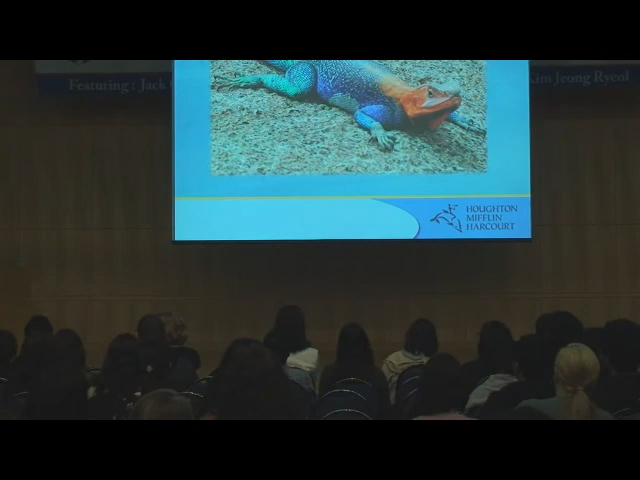 Featuring : Jack
Kim Jeong Ryeol
HOUGHTON
MIFFLIN
HARCOURT